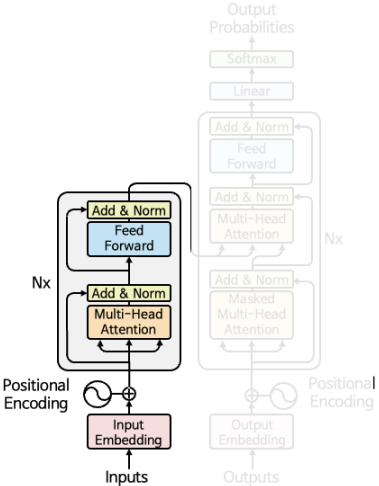 Output
Probabilities
Softmax
Linear
Add & Norm
Feed
Forward
Add & Norm
Multi-Head
Attention
Nx
Add & Norm
Masked
Multi-Head
Attention
Positional
Encoding
Output
Embedding
Outputs
Add & Norm
Feed
Forward
Nx
Add & Norm
Multi-Head
Attention
Positional
Encoding
Input
Embedding
Inputs